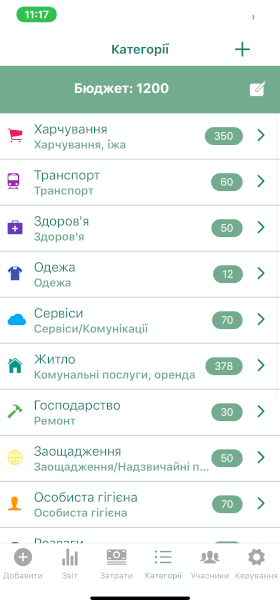 11:17
Категорії
Бюджет: 1200
Харчування
Харчування, їжа
350
Транспорт
Транспорт
60
Здоров'я
Здоров'я
50
Одежа
Одежа
12
Сервіси
Сервіси/Комунікації
70
Житло
Комунальні послуги, оренда
378
Господарство
Ремонт
30
Заощадження
Заощадження/Надзвичайні п...
50
Особиста гігієна
Особиста гігієна
70
Розваги
Добавити
Звіт
Затрати
Категорії
Учасники
Керування